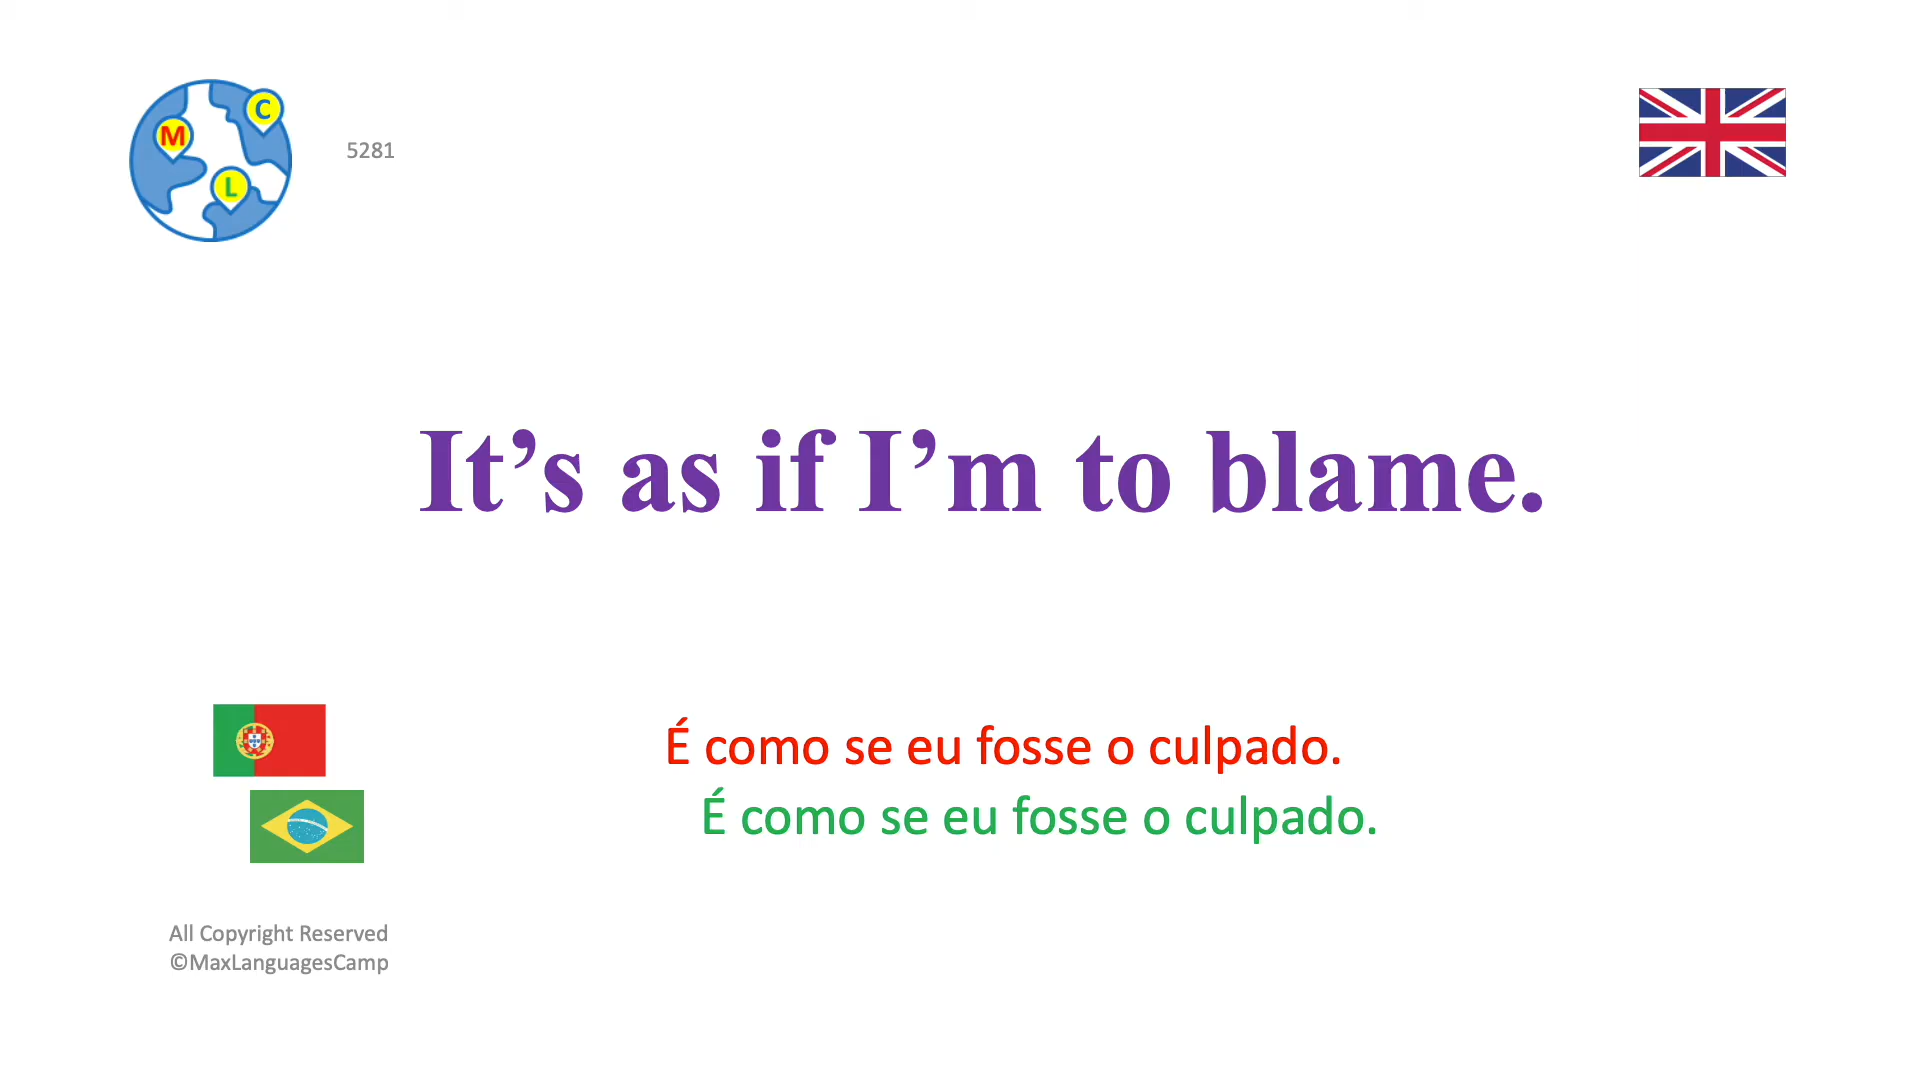 M
C
L
5281
It’s as if I’m to blame.
É como se eu fosse o culpado.
É como se eu fosse o culpado.
All Copyright Reserved
©MaxLanguagesCamp